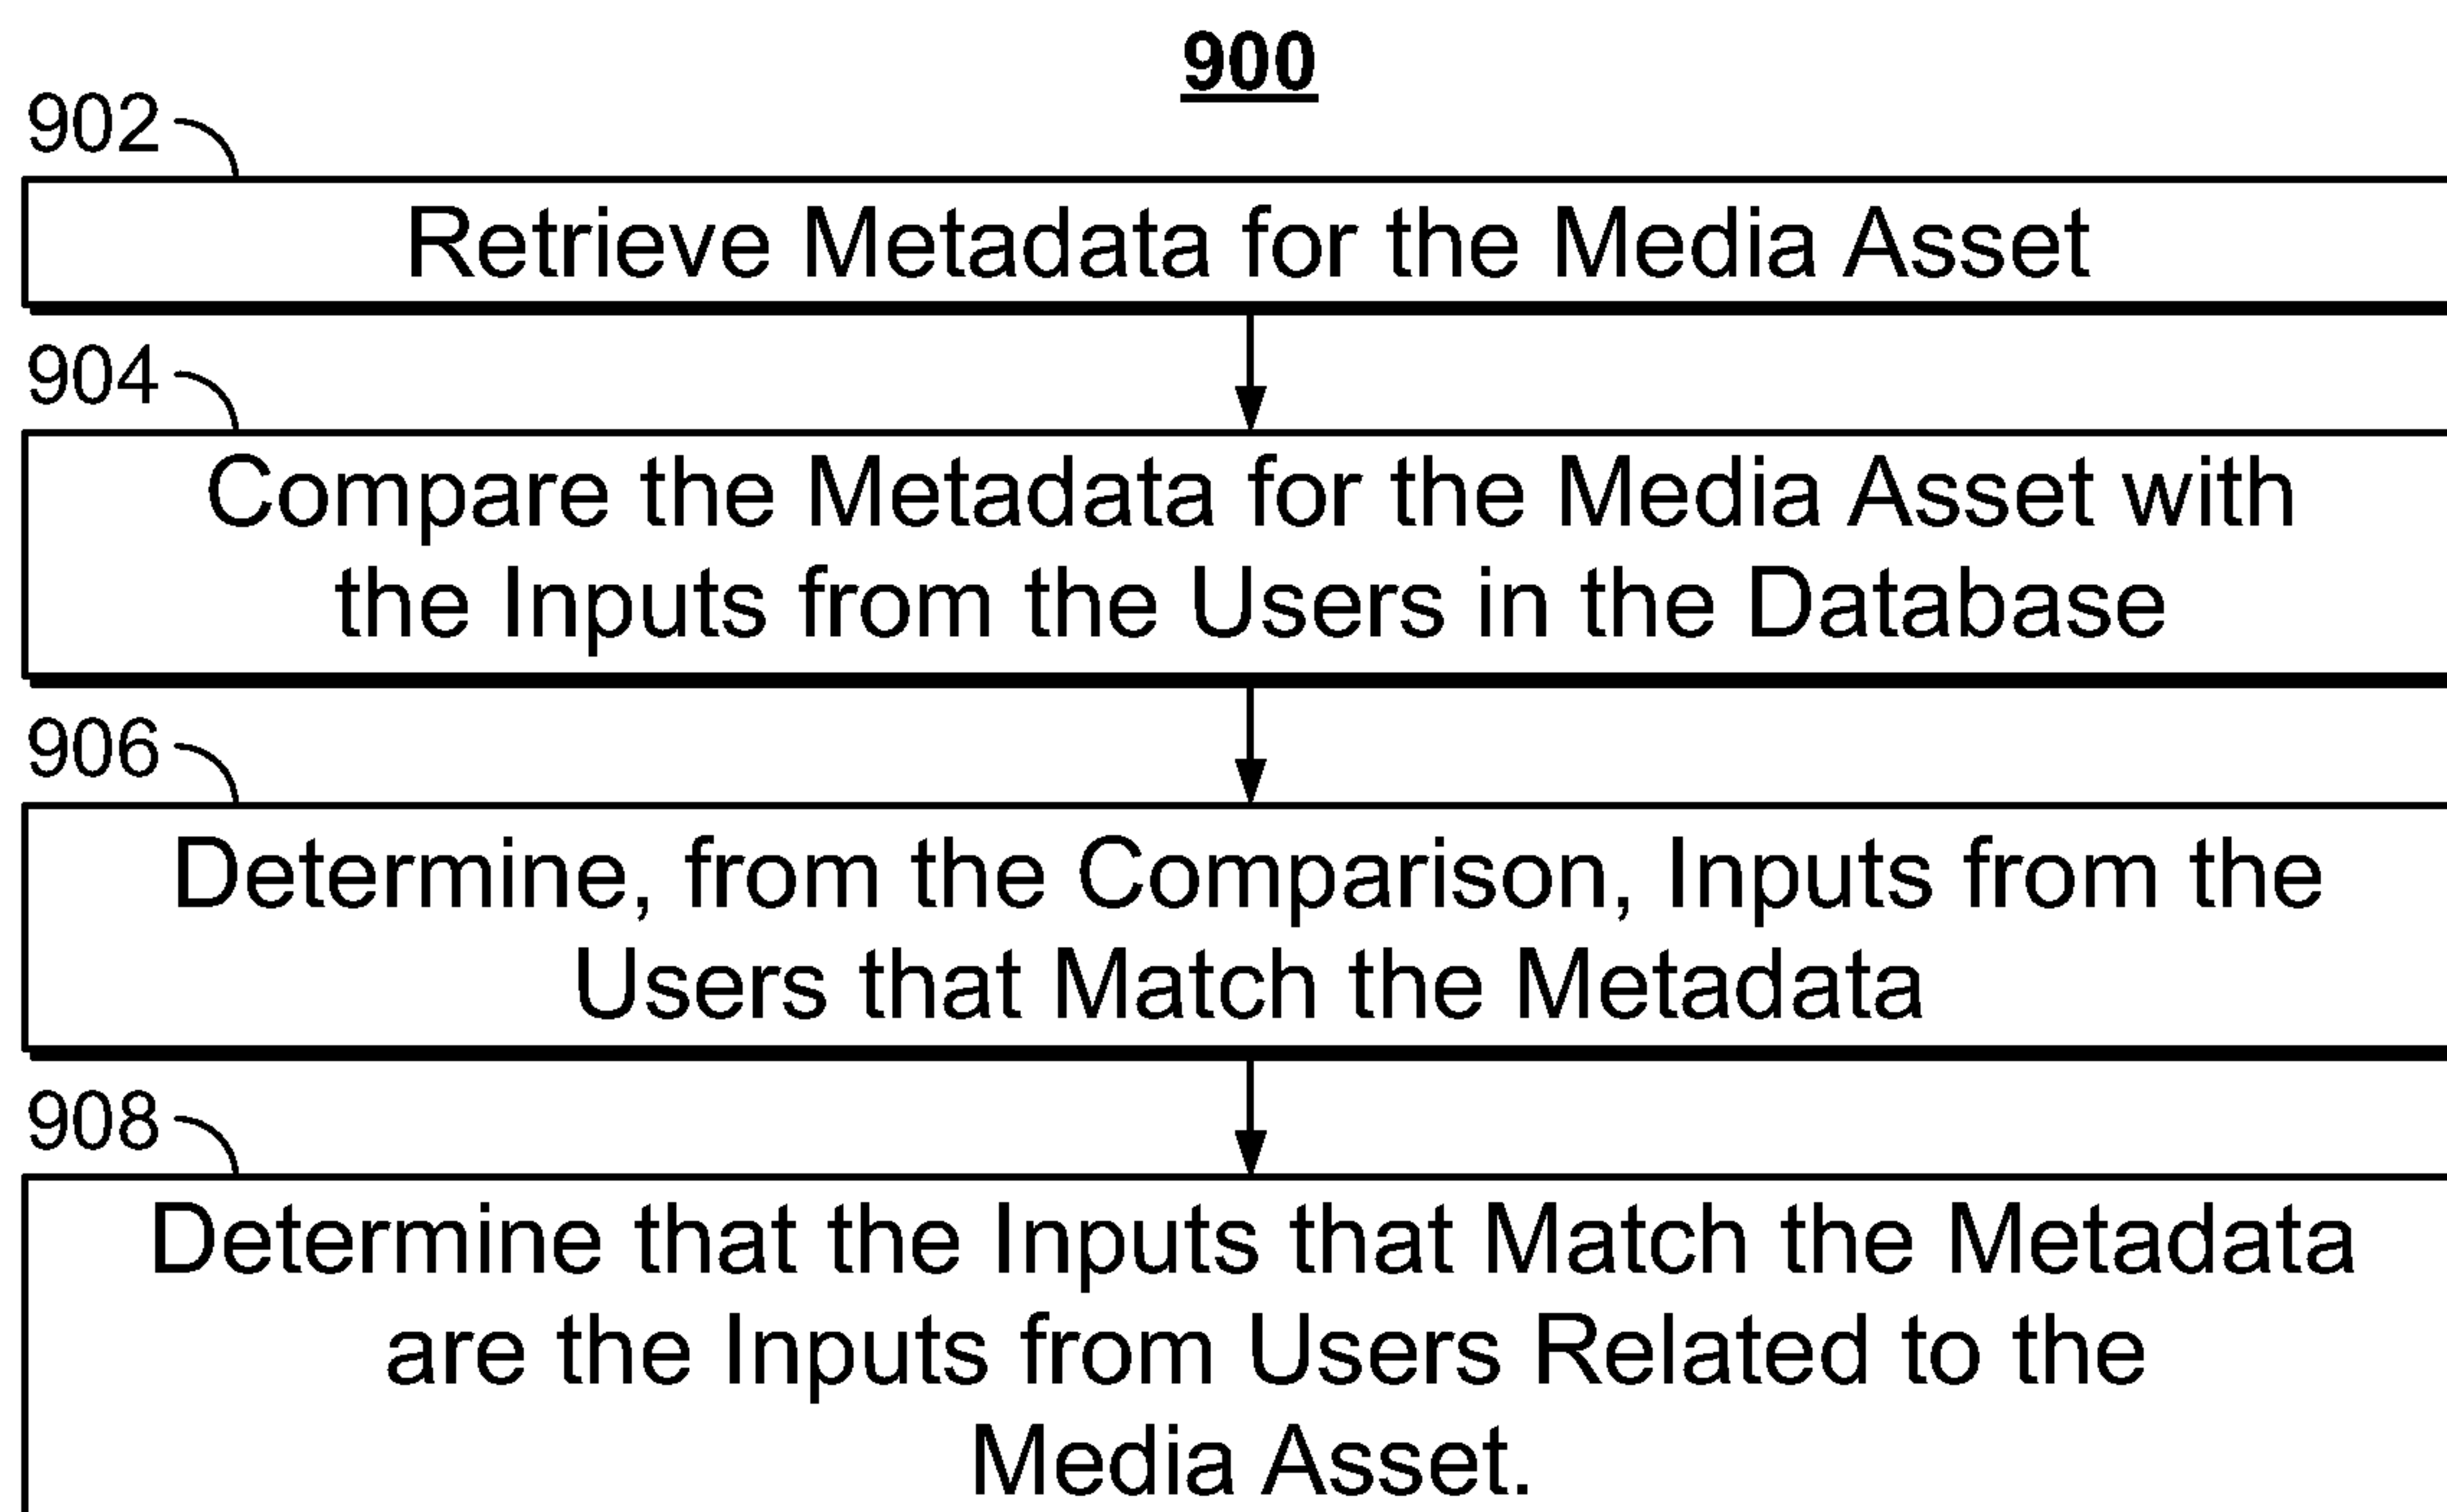 900
902
Retrieve Metadata for the Media Asset
904
Compare the Metadata for the Media Asset with
the Inputs from the Users in the Database
906
Determine, from the Comparison, Inputs from the
Users that Match the Metadata
908
Determine that the Inputs that Match the Metadata
are the Inputs from Users Related to the
Media Asset.